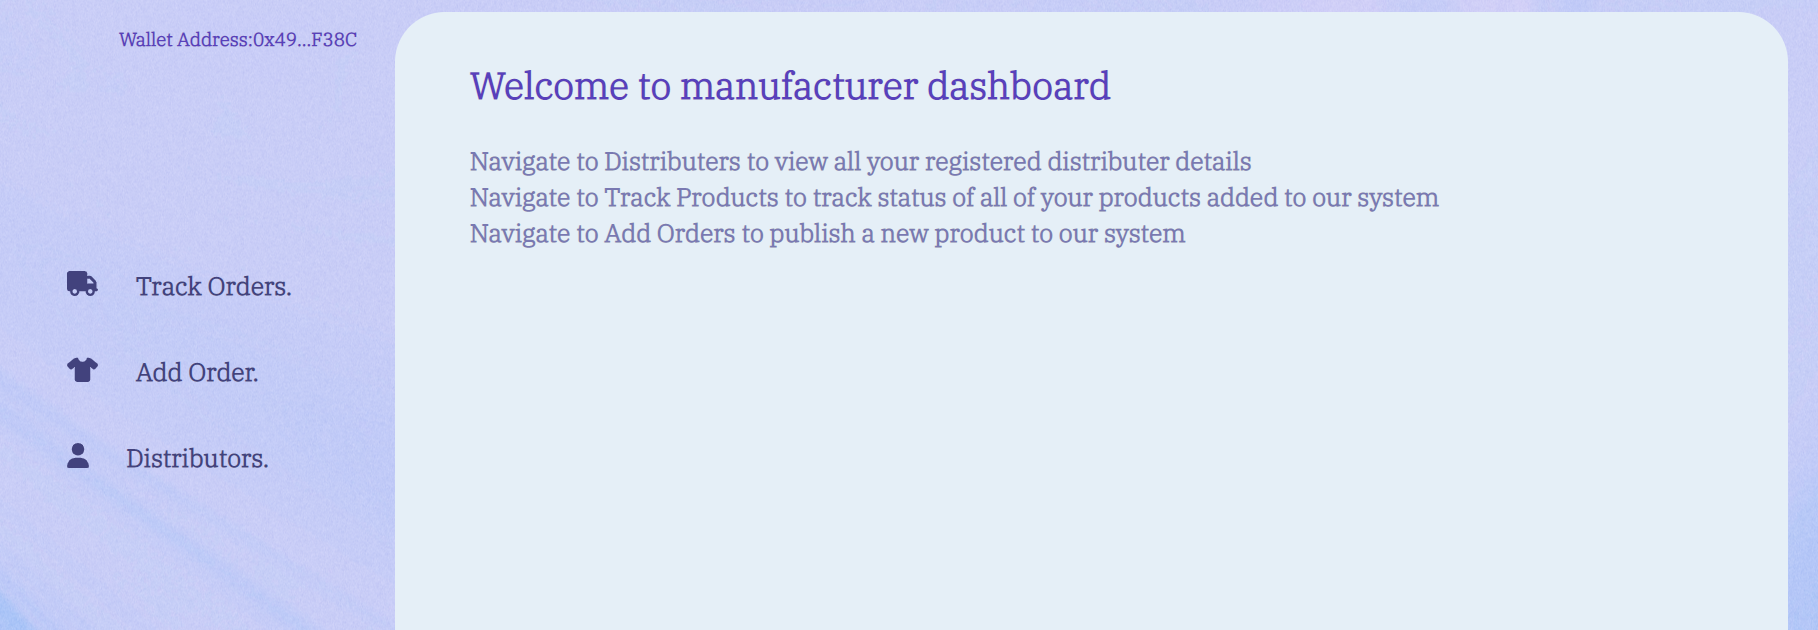 Wallet Address:0x49...F38C
Track Orders.
Add Order.
Distributors.
Welcome to manufacturer dashboard
Navigate to Distributers to view all your registered distributer details
Navigate to Track Products to track status of all of your products added to our system
Navigate to Add Orders to publish a new product to our system